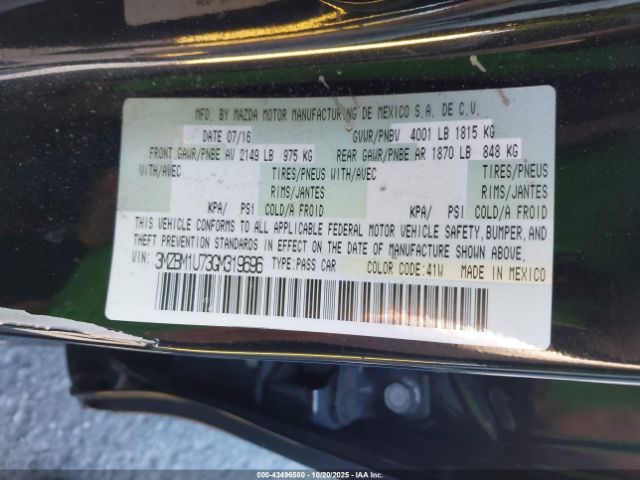 MFD. BY MAZDA MOTOR MANUFACTURING DE MEXICO S.A. DE C.V.
DATE 07/16 GVWR/PNBV 4001 LB 1815 KG
FRONT GAWR/PNBE AV 2149 LB 975 KG REAR GAWR/PNBE AR 1870 LB 848 KG
WITH/AVEC TIRES/PNEUS WITH/AVEC TIRES/PNEUS
RIMS/JANTES RIMS/JANTES
KPA/ PSI COLD/A FROID KPA/ PSI COLD/A FROID
THIS VEHICLE CONFORMS TO ALL APPLICABLE FEDERAL MOTOR VEHICLE SAFETY, BUMPER, AND
THEFT PREVENTION STANDARDS IN EFFECT ON THE DATE OF MANUFACTURE SHOWN ABOVE.
VIN: 3MZBM1U73GM319696 TYPE:PASS CAR COLOR CODE:41W MADE IN MEXICO
000-43496580 - 10/20/2025 - IAAI.com